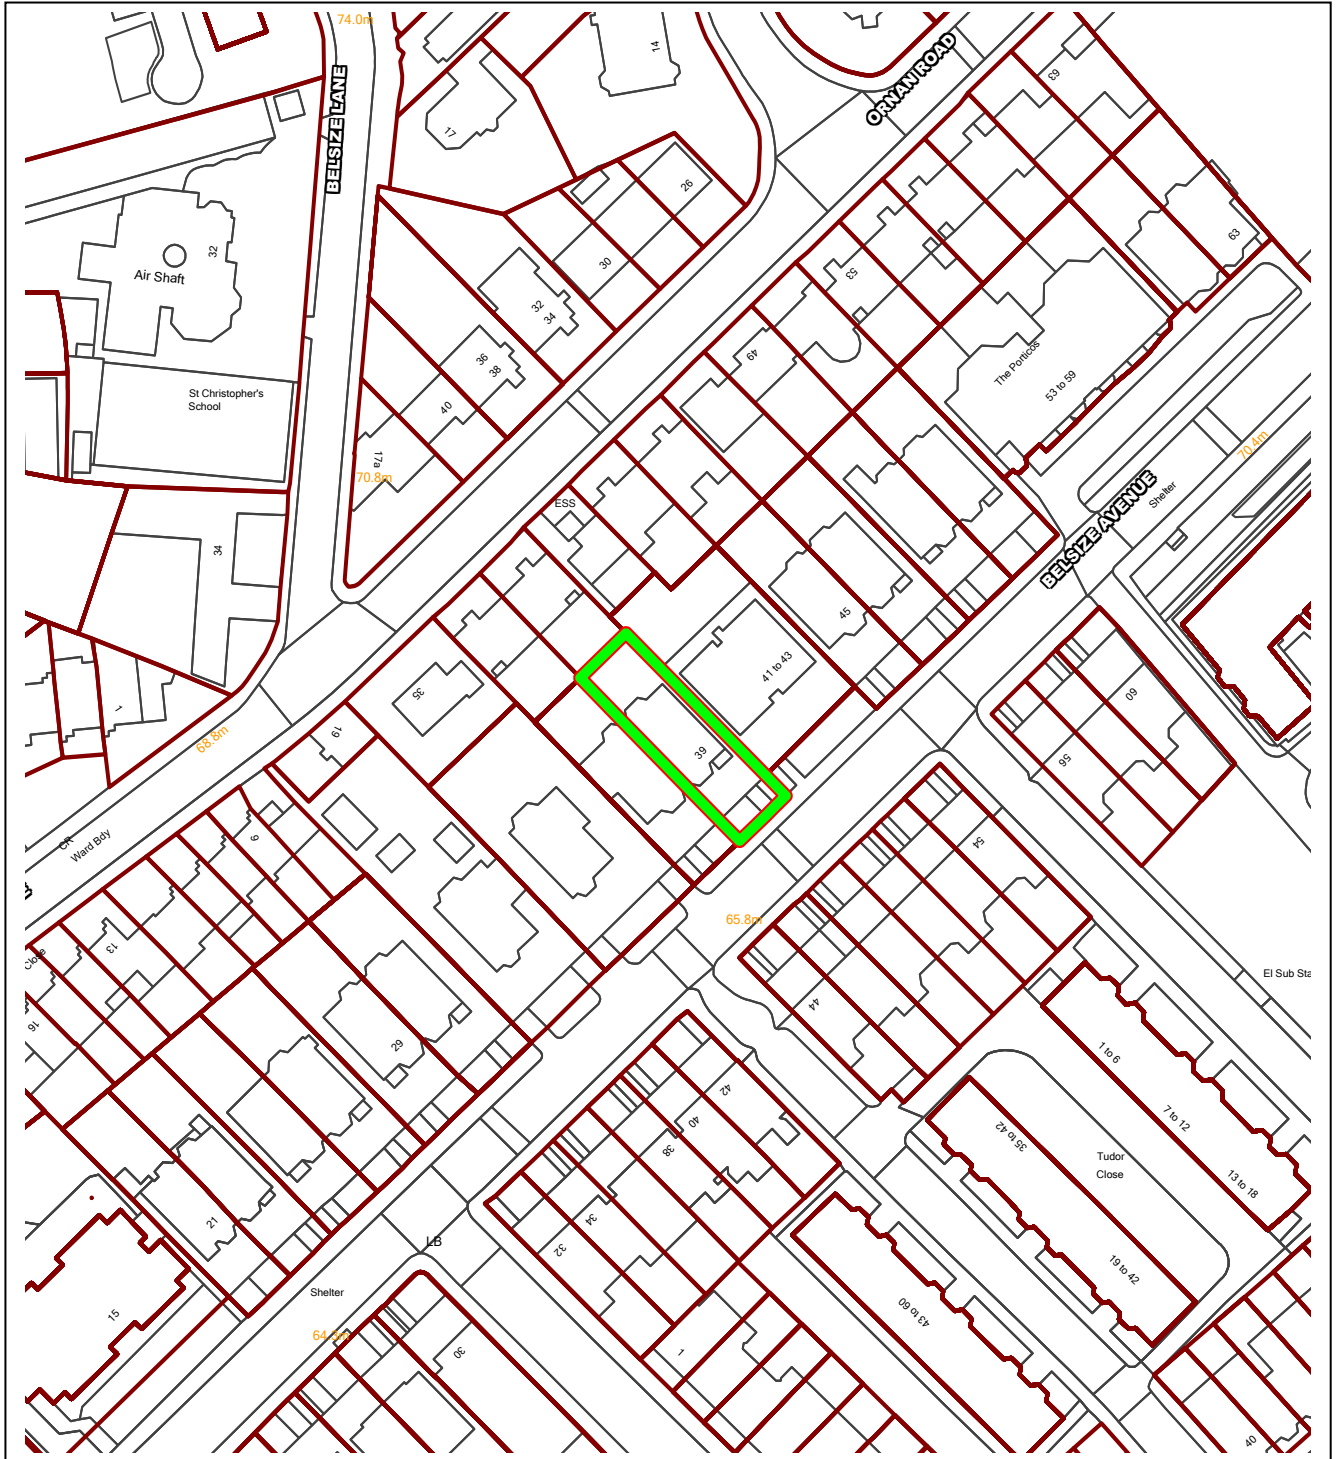 74.0m
14
63
ORNAN ROAD
BELSIZE LANE
17
26
32
Air Shaft
30
63
53
32
34
49
36
38
The Porticos
53 to 59
St Christopher's
School
40
17a
70.8m
70.4m
Shelter
ESS
BELSIZE AVENUE
34
45
41 to 43
35
60
1
19
68.8m
39
56
CR
Ward Bdy
9
54
65.8m
13
Close
El Sub Sta
16
44
29
1 to 6
42
40
38
35 to 42
7 to 12
Tudor
Close
13 to 18
21
34
32
LB
19 to 42
Shelter
15
43 to 60
30
1
40